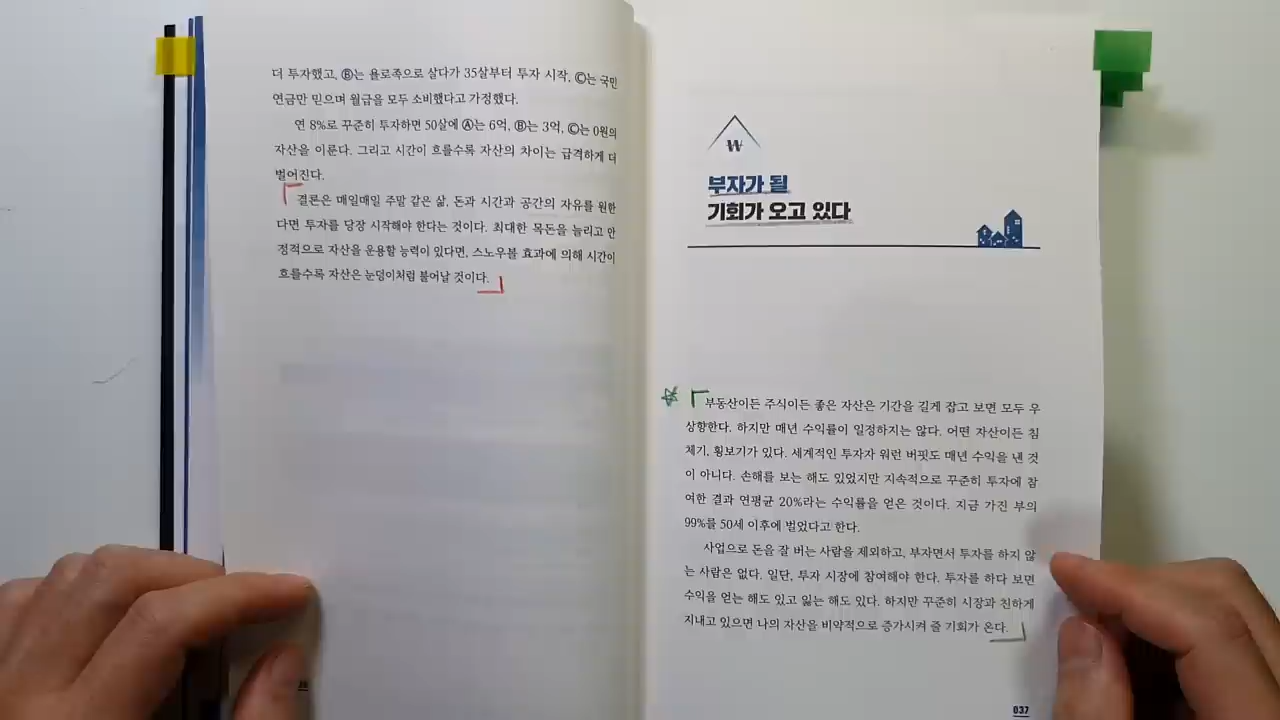 더 투자했고, Ⓑ는 욜로족으로 살다가 35살부터 투자 시작, Ⓒ는 국민
연금만 믿으며 월급을 모두 소비했다고 가정했다.
연 8%로 꾸준히 투자하면 50살에 Ⓐ는 6억, Ⓑ는 3억, Ⓒ는 0원의
자산을 이룬다. 그리고 시간이 흐를수록 자산의 차이는 급격하게 더
벌어진다.
결론은 매일매일 주말 같은 삶, 돈과 시간과 공간의 자유를 원한
다면 투자를 당장 시작해야 한다는 것이다. 최대한 목돈을 늘리고 안
정적으로 자산을 운용할 능력이 있다면, 스노우볼 효과에 의해 시간이
흐를수록 자산은 눈덩이처럼 불어날 것이다.
₩
부자가 될
기회가 오고 있다
부동산이든 주식이든 좋은 자산은 기간을 길게 잡고 보면 모두 우
상향한다. 하지만 매년 수익률이 일정하지는 않다. 어떤 자산이든 침
체기, 횡보기가 있다. 세계적인 투자자 워런 버핏도 매년 수익을 낸 것
이 아니다. 손해를 보는 해도 있었지만 지속적으로 꾸준히 투자에 참
여한 결과 연평균 20%라는 수익률을 얻은 것이다. 지금 가진 부의
99%를 50세 이후에 벌었다고 한다.
사업으로 돈을 잘 버는 사람을 제외하고, 부자면서 투자를 하지 않
는 사람은 없다. 일단, 투자 시장에 참여해야 한다. 투자를 하다 보면
수익을 얻는 해도 있고 잃는 해도 있다. 하지만 꾸준히 시장과 친하게
지내고 있으면 나의 자산을 비약적으로 증가시켜 줄 기회가 온다.
037